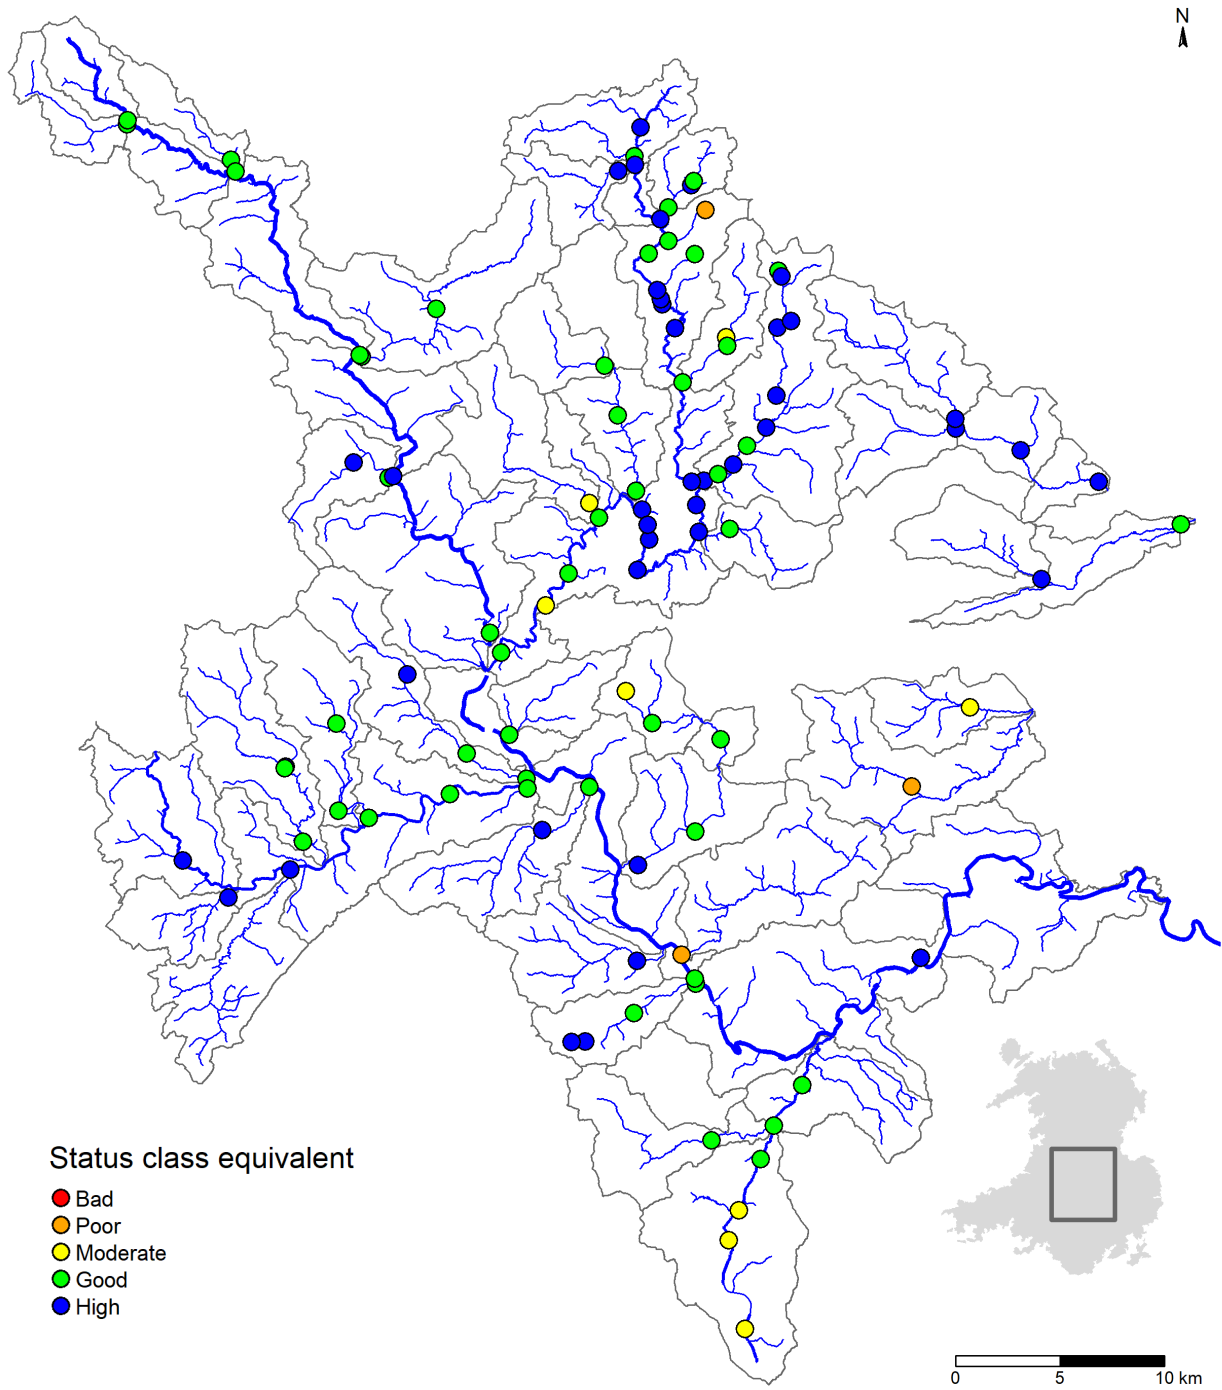 N
Status class equivalent
Bad
Poor
Moderate
Good
High
0 5 10 km